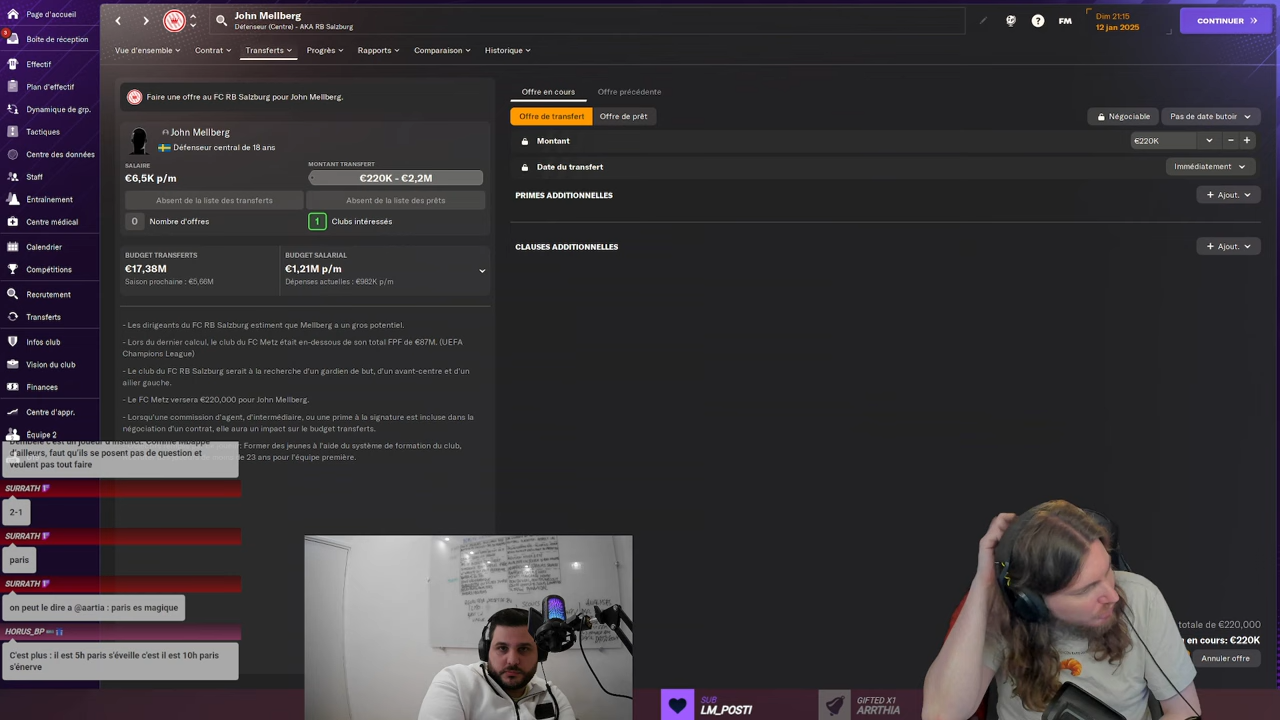 Page d'accueil
3
Boîte de réception
Effectif
Plan d'effectif
Dynamique de grp.
Tactiques
Centre des données
Staff
Entraînement
Centre médical
Calendrier
Compétitions
Recrutement
Transferts
Infos club
Vision du club
Finances
Centre d'appr.
Équipe 2
John Mellberg
Défenseur (Centre) - AKA RB Salzburg
FM
Dim 21:15
12 jan 2025
CONTINUER
Vue d'ensemble
Contrat
Transferts
Progrès
Rapports
Comparaison
Historique
Faire une offre au FC RB Salzburg pour John Mellberg.
John Mellberg
Défenseur central de 18 ans
SALAIRE
€6,5K p/m
MONTANT TRANSFERT
€220K - €2,2M
Absent de la liste des transferts
Absent de la liste des prêts
0 Nombre d'offres
1 Clubs intéressés
BUDGET TRANSFERTS
€17,38M
Saison prochaine : €5,66M
BUDGET SALARIAL
€1,21M p/m
Dépenses actuelles : €982K p/m
- Les dirigeants du FC RB Salzburg estiment que Mellberg a un gros potentiel.
- Lors du dernier calcul, le club du FC Metz était en-dessous de son total FPF de €87M. (UEFA
Champions League)
- Le club du FC RB Salzburg serait à la recherche d'un gardien de but, d'un avant-centre et d'un
ailier gauche.
- Le FC Metz versera €220,000 pour John Mellberg.
- Lorsqu'une commission d'agent, d'intermédiaire, ou une prime à la signature est incluse dans la
négociation d'un contrat, elle aura un impact sur le budget transferts.
: Former des jeunes à l'aide du système de formation du club,
de 23 ans pour l'équipe première.
Offre en cours
Offre précédente
Offre de transfert
Offre de prêt
Négociable
Pas de date butoir
Montant
€220K
Date du transfert
Immédiatement
PRIMES ADDITIONNELLES
Ajout.
CLAUSES ADDITIONNELLES
Ajout.
totale de €220,000
en cours: €220K
Annuler offre
d'ailleurs, faut qu'ils se posent pas de question et
veulent pas tout faire
SURRATH
2-1
SURRATH
paris
SURRATH
on peut le dire a @aartia : paris es magique
HORUS_BP
C'est plus : il est 5h paris s'éveille c'est il est 10h paris
s'énerve
SUB
LM_POSTI
GIFTED X1
ARRTHIA